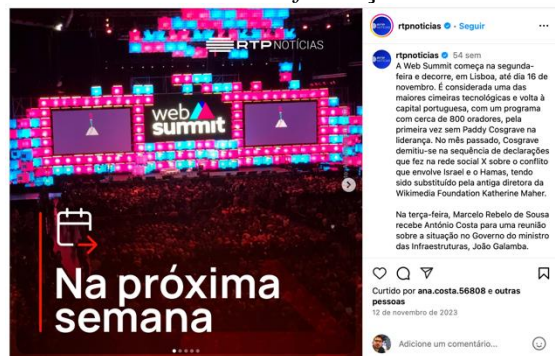 RTP NOTÍCIAS
web
summit
Na próxima
semana
rtpnoticias • Seguir
rtpnoticias 54 sem
A Web Summit começa na segunda-
feira e decorre, em Lisboa, até dia 16 de
novembro. É considerada uma das
maiores cimeiras tecnológicas e volta à
capital portuguesa, com um programa
com cerca de 800 oradores, pela
primeira vez sem Paddy Cosgrave na
liderança. No mês passado, Cosgrave
demitiu-se na sequência de declarações
que fez na rede social X sobre o conflito
que envolve Israel e o Hamas, tendo
sido substituído pela antiga diretora da
Wikimedia Foundation Katherine Maher.
Na terça-feira, Marcelo Rebelo de Sousa
recebe António Costa para uma reunião
sobre a situação no Governo do ministro
das Infraestruturas, João Galamba.
Curtido por ana.costa.56808 e outras
pessoas
12 de novembro de 2023
Adicione um comentário...